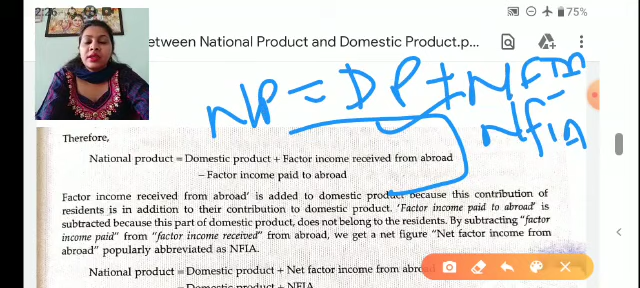 2:26
75%
etween National Product and Domestic Product.p...
NP = DP + NFIA
NFIA
Therefore,
National product = Domestic product + Factor income received from abroad
– Factor income paid to abroad
Factor income received from abroad' is added to domestic product because this contribution of
residents is in addition to their contribution to domestic product. 'Factor income paid to abroad' is
subtracted because this part of domestic product, does not belong to the residents. By subtracting "factor
income paid" from "factor income received" from abroad, we get a net figure "Net factor income from
abroad" popularly abbreviated as NFIA.
National product = Domestic product + Net factor income from abroad
= Domestic product + NFIA